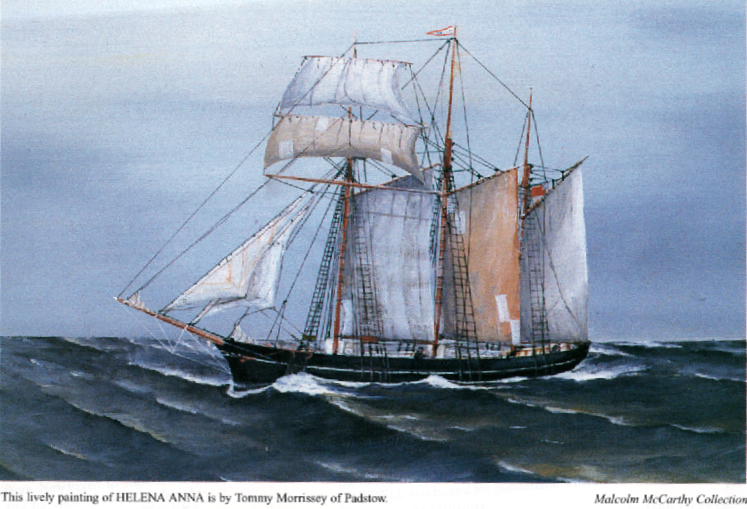 This lively painting of HELENA ANNA is by Tommy Morrissey of Padstow.
Malcolm McCarthy Collection